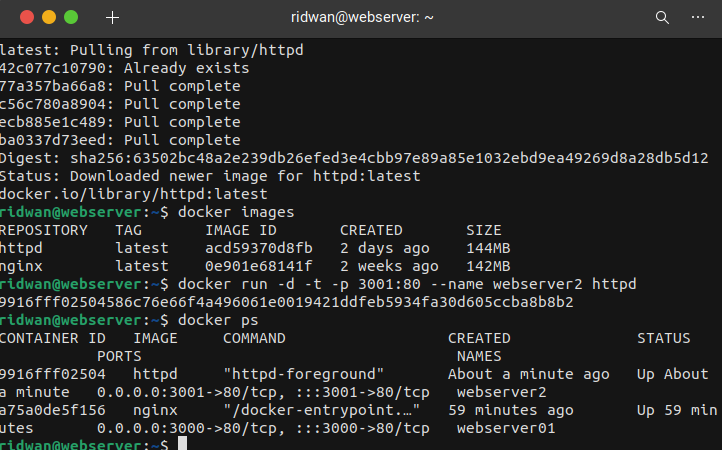 ridwan@webserver: ~
latest: Pulling from library/httpd
42c077c10790: Already exists
77a357ba66a8: Pull complete
c56c780a8904: Pull complete
ecb885e1c489: Pull complete
ba0337d73eed: Pull complete
Digest: sha256:63502bc48a2e239db26efed3e4cbb97e89a85e1032ebd9ea49269d8a28db5d12
Status: Downloaded newer image for httpd:latest
docker.io/library/httpd:latest
ridwan@webserver:~$ docker images
REPOSITORY   TAG       IMAGE ID       CREATED       SIZE
httpd        latest    acd59370d8fb   2 days ago    144MB
nginx        latest    0e901e68141f   2 weeks ago   142MB
ridwan@webserver:~$ docker run -d -t -p 3001:80 --name webserver2 httpd
9916fff02504586c76e66f4a496061e0019421ddfeb5934fa30d605ccba8b8b2
ridwan@webserver:~$ docker ps
CONTAINER ID   IMAGE     COMMAND                  CREATED              STATUS
           PORTS                                   NAMES
9916fff02504   httpd     "httpd-foreground"       About a minute ago   Up About
a minute   0.0.0.0:3001->80/tcp, :::3001->80/tcp   webserver2
a75a0de5f156   nginx     "/docker-entrypoint.…"   59 minutes ago       Up 59 min
utes       0.0.0.0:3000->80/tcp, :::3000->80/tcp   webserver01
ridwan@webserver:~$